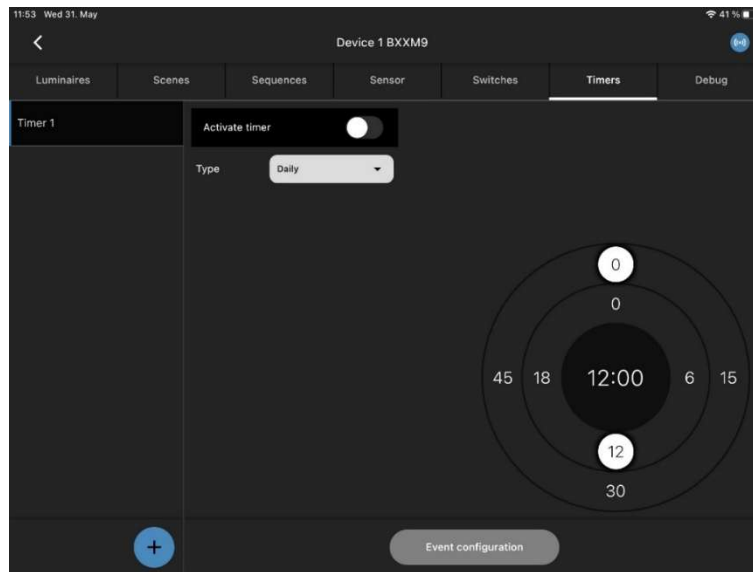 11:53 Wed 31. May 41 %
Device 1 BXXM9
Luminaires Scenes Sequences Sensor Switches Timers Debug
Timer 1
Activate timer
Type Daily
0
0
45 18 12:00 6 15
12
30
+
Event configuration